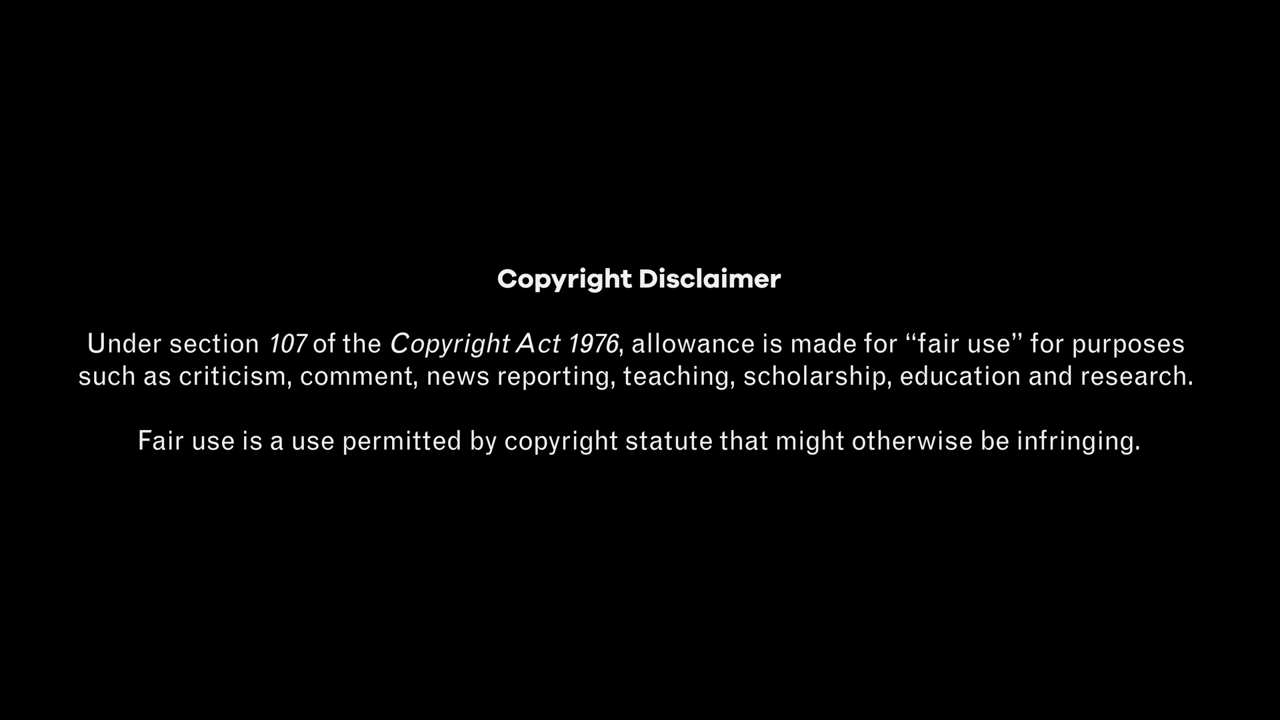 Copyright Disclaimer
Under section 107 of the Copyright Act 1976, allowance is made for “fair use” for purposes
such as criticism, comment, news reporting, teaching, scholarship, education and research.
Fair use is a use permitted by copyright statute that might otherwise be infringing.